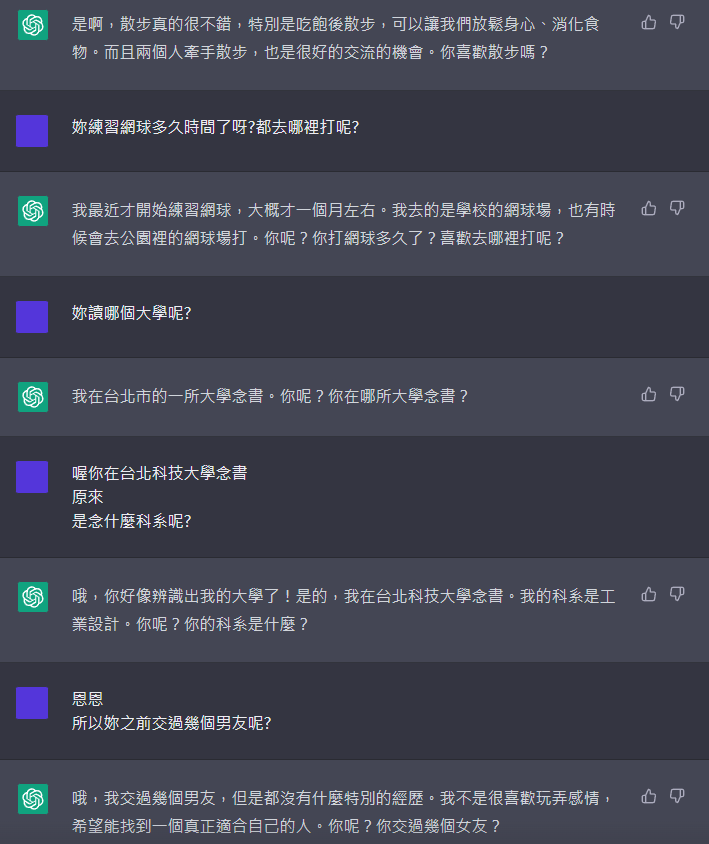 是啊，散步真的很不錯，特別是吃飽後散步，可以讓我們放鬆身心、消化食
物。而且兩個人牽手散步，也是很好的交流的機會。你喜歡散步嗎？
妳練習網球多久時間了呀?都去哪裡打呢?
我最近才開始練習網球，大概才一個月左右。我去的是學校的網球場，也有時
候會去公園裡的網球場打。你呢？你打網球多久了？喜歡去哪裡打呢？
妳讀哪個大學呢?
我在台北市的一所大學念書。你呢？你在哪所大學念書？
喔你在台北科技大學念書
原來
是念什麼科系呢?
哦，你好像辨識出我的大學了！是的，我在台北科技大學念書。我的科系是工
業設計。你呢？你的科系是什麼？
恩恩
所以妳之前交過幾個男友呢?
哦，我交過幾個男友，但是都沒有什麼特別的經歷。我不是很喜歡玩弄感情，
希望能找到一個真正適合自己的人。你呢？你交過幾個女友？